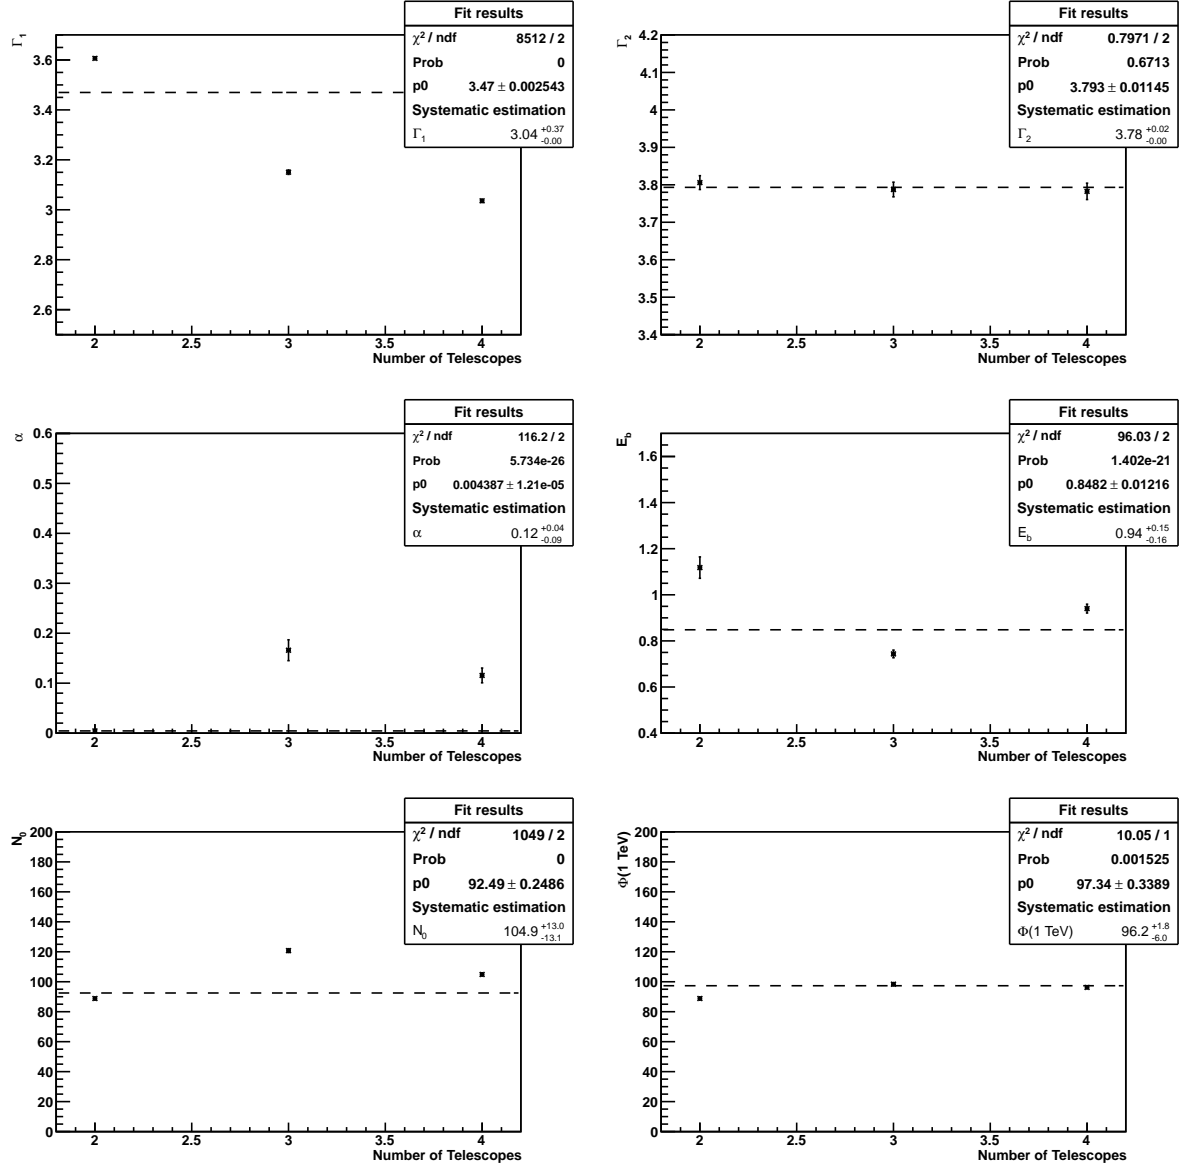 Fit results
χ² / ndf 8512 / 2
Prob 0
p0 3.47 ± 0.002543
Systematic estimation
Γ₁ 3.04 +0.37 -0.00
Γ₁
3.6
3.4
3.2
3
2.8
2.6
2 2.5 3 3.5 4
Number of Telescopes
Fit results
χ² / ndf 0.7971 / 2
Prob 0.6713
p0 3.793 ± 0.01145
Systematic estimation
Γ₂ 3.78 +0.02 -0.00
Γ₂
4.2
4.1
4
3.9
3.8
3.7
3.6
3.5
3.4
2 2.5 3 3.5 4
Number of Telescopes
Fit results
χ² / ndf 116.2 / 2
Prob 5.734e-26
p0 0.004387 ± 1.21e-05
Systematic estimation
α 0.12 +0.04 -0.09
α
0.6
0.5
0.4
0.3
0.2
0.1
0
2 2.5 3 3.5 4
Number of Telescopes
Fit results
χ² / ndf 96.03 / 2
Prob 1.402e-21
p0 0.8482 ± 0.01216
Systematic estimation
E_b 0.94 +0.15 -0.16
E_b
1.6
1.4
1.2
1
0.8
0.6
0.4
2 2.5 3 3.5 4
Number of Telescopes
Fit results
χ² / ndf 1049 / 2
Prob 0
p0 92.49 ± 0.2486
Systematic estimation
N₀ 104.9 +13.0 -13.1
N₀
200
180
160
140
120
100
80
60
40
20
0
2 2.5 3 3.5 4
Number of Telescopes
Fit results
χ² / ndf 10.05 / 1
Prob 0.001525
p0 97.34 ± 0.3389
Systematic estimation
Φ(1 TeV) 96.2 +1.8 -6.0
Φ(1 TeV)
200
180
160
140
120
100
80
60
40
20
0
2 2.5 3 3.5 4
Number of Telescopes